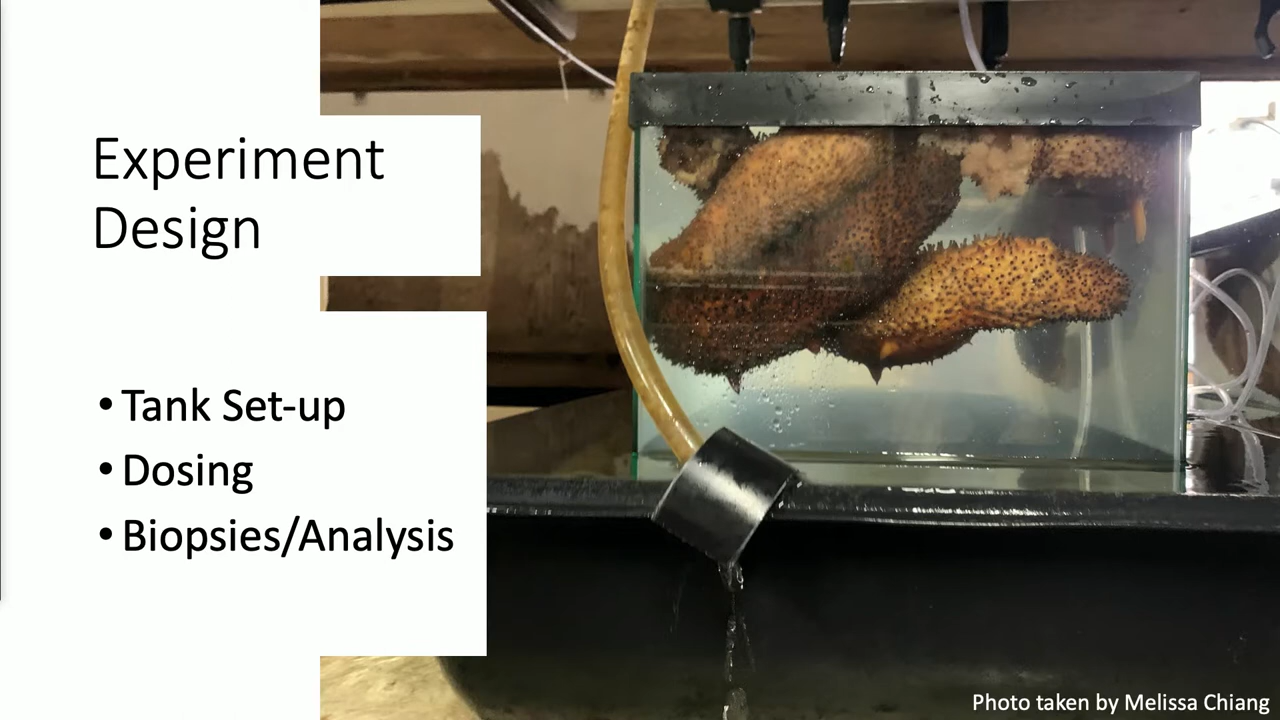 Experiment
Design
• Tank Set-up
• Dosing
• Biopsies/Analysis
Photo taken by Melissa Chiang